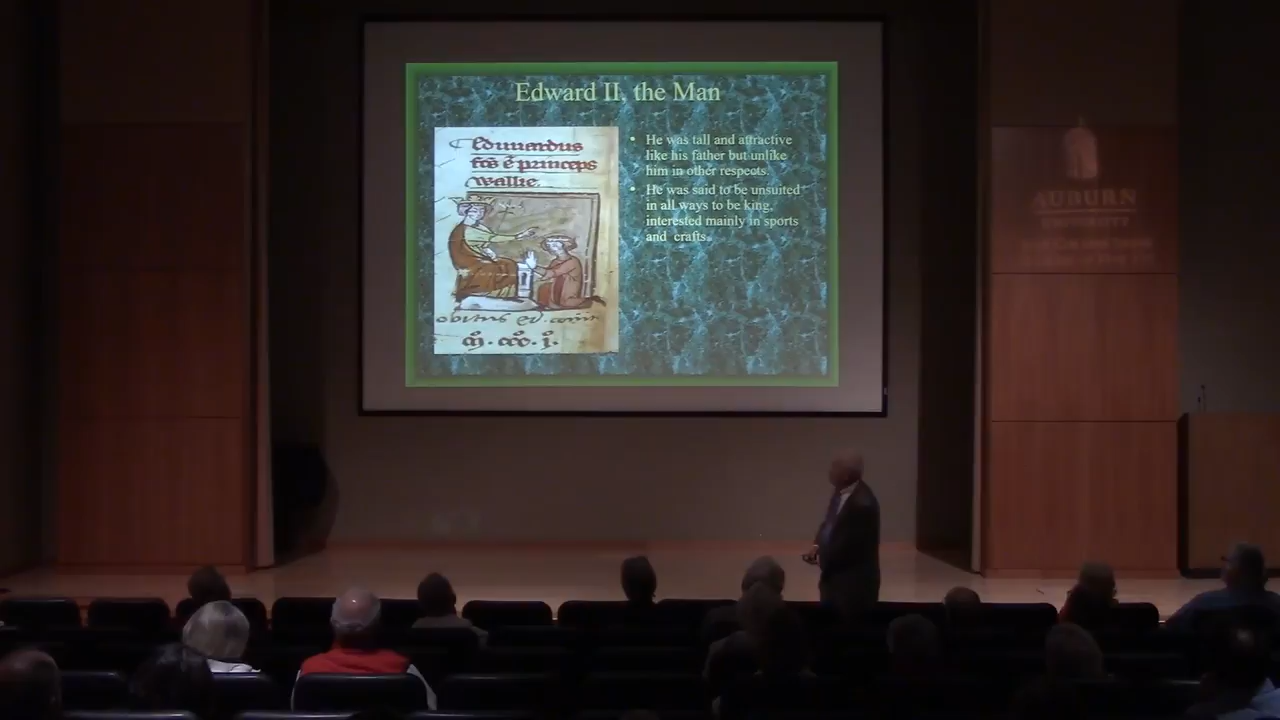 Edward II, the Man
Edwardus
princeps
Wallie
• He was tall and attractive
like his father but unlike
him in other respects.
• He was said to be unsuited
in all ways to be king,
interested mainly in sports
and crafts.
AUBURN
UNIVERSITY